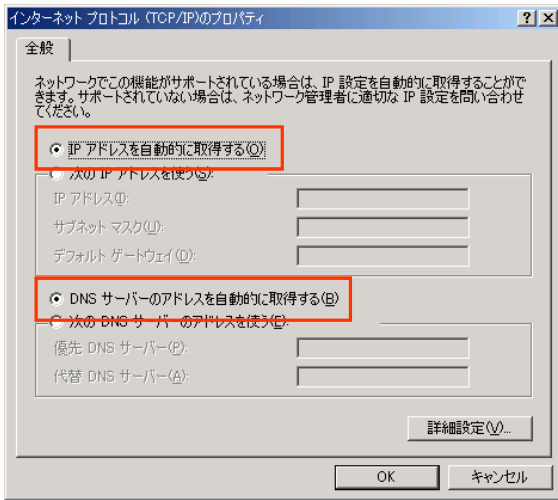 インターネット プロトコル (TCP/IP)のプロパティ
全般
ネットワークでこの機能がサポートされている場合は、IP 設定を自動的に取得することがで
きます。サポートされていない場合は、ネットワーク管理者に適切な IP 設定を問い合わせ
てください。
IP アドレスを自動的に取得する(O)
次の IP アドレスを使う(S):
IP アドレス(I):
サブネット マスク(U):
デフォルト ゲートウェイ(D):
DNS サーバーのアドレスを自動的に取得する(B)
次の DNS サーバーのアドレスを使う(E):
優先 DNS サーバー(P):
代替 DNS サーバー(A):
詳細設定(V)...
OK
キャンセル